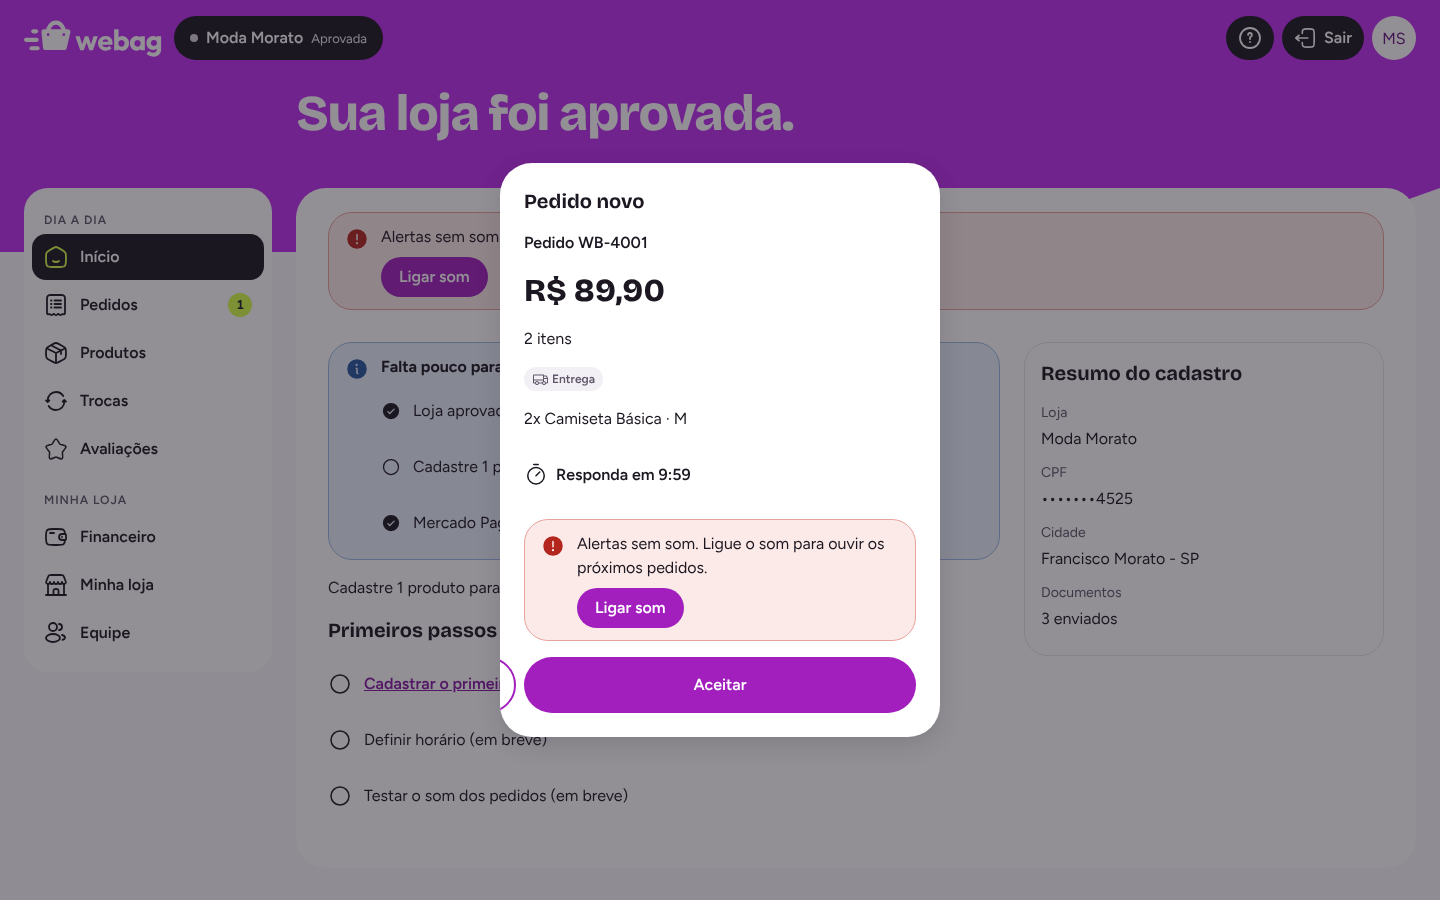 webag
Moda Morato Aprovada
Sair
MS
Sua loja foi aprovada.
DIA A DIA
Início
Pedidos 1
Produtos
Trocas
Avaliações
MINHA LOJA
Financeiro
Minha loja
Equipe
Alertas sem som
Ligar som
Falta pouco para
Loja aprovad
Cadastre 1 p
Mercado Pag
Cadastre 1 produto para
Primeiros passos
Cadastrar o primei
Definir horário (em breve)
Testar o som dos pedidos (em breve)
Pedido novo
Pedido WB-4001
R$ 89,90
2 itens
Entrega
2x Camiseta Básica · M
Responda em 9:59
Alertas sem som. Ligue o som para ouvir os
próximos pedidos.
Ligar som
Aceitar
Resumo do cadastro
Loja
Moda Morato
CPF
•••••••4525
Cidade
Francisco Morato - SP
Documentos
3 enviados